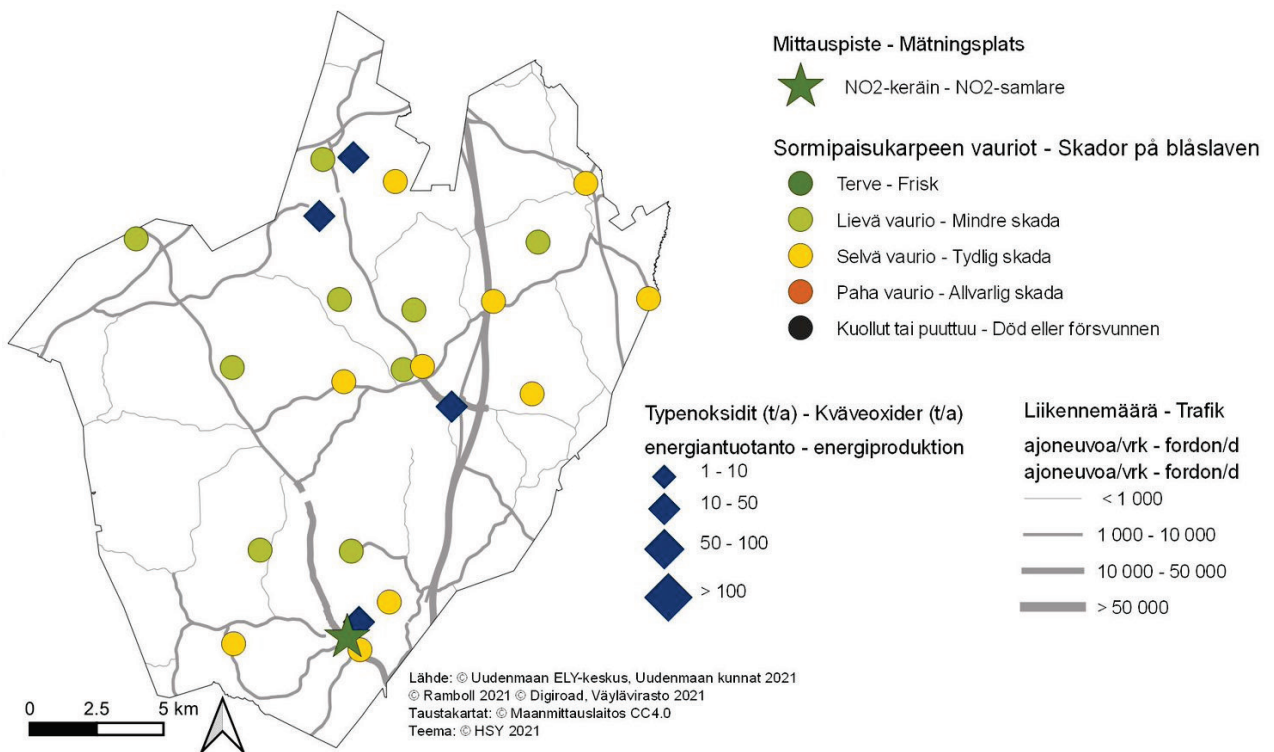 Mittauspiste - Mätningsplats
NO2-keräin - NO2-samlare
Sormipaisukarpeen vauriot - Skador på blåslaven
Terve - Frisk
Lievä vaurio - Mindre skada
Selvä vaurio - Tydlig skada
Paha vaurio - Allvarlig skada
Kuollut tai puuttuu - Död eller försvunnen
Typenoksidit (t/a) - Kväveoxider (t/a)
energiantuotanto - energiproduktion
1 - 10
10 - 50
50 - 100
> 100
Liikennemäärä - Trafik
ajoneuvoa/vrk - fordon/d
ajoneuvoa/vrk - fordon/d
< 1 000
1 000 - 10 000
10 000 - 50 000
> 50 000
Lähde: © Uudenmaan ELY-keskus, Uudenmaan kunnat 2021
© Ramboll 2021 © Digiroad, Väylävirasto 2021
Taustakartat: © Maanmittauslaitos CC4.0
Teema: © HSY 2021
0 2.5 5 km